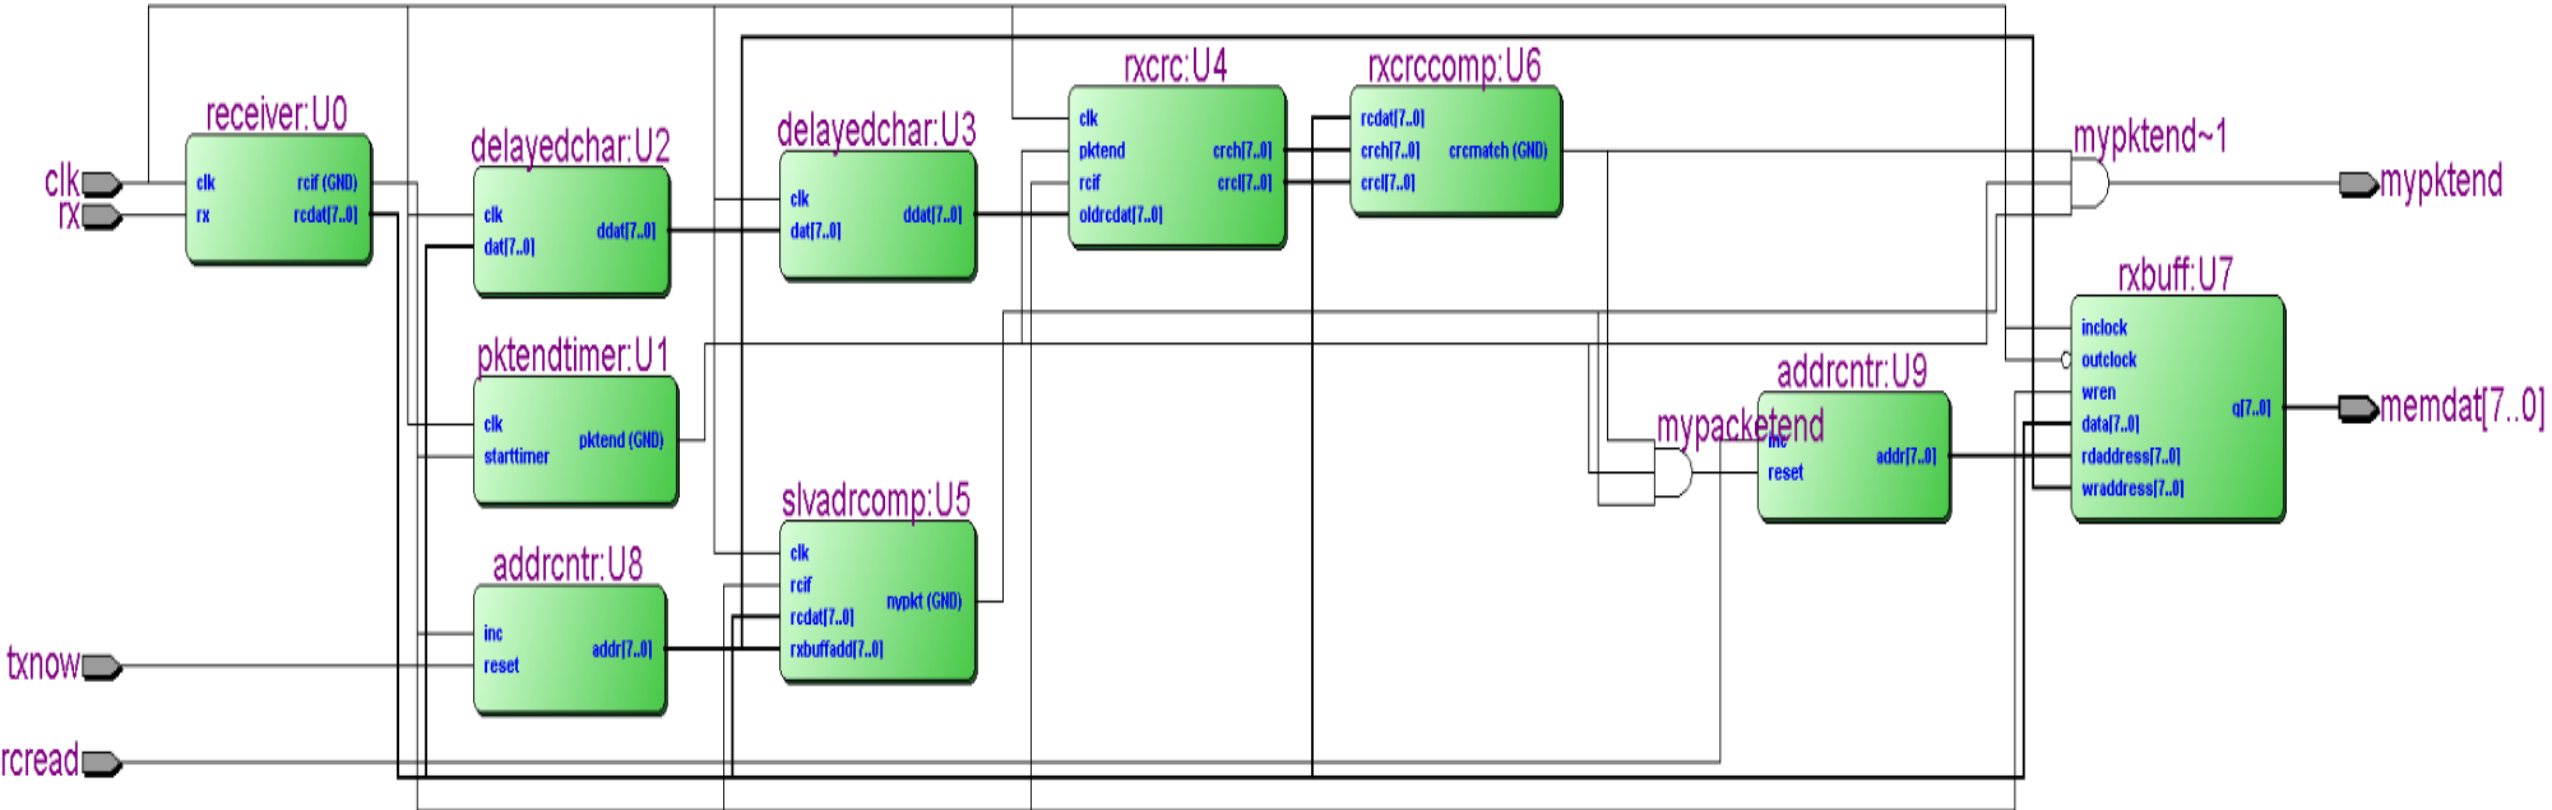 clk
rx
txnow
rcread
receiver:U0
clk
rx
rcif (GND)
rcdat[7..0]
delayedchar:U2
clk
dat[7..0]
ddat[7..0]
pktendtimer:U1
clk
starttimer
pktend (GND)
addrcntr:U8
inc
reset
addr[7..0]
delayedchar:U3
clk
dat[7..0]
ddat[7..0]
slvadrcomp:U5
clk
rcif
rcdat[7..0]
rxbuffadd[7..0]
mypkt (GND)
rxcrc:U4
clk
pktend
rcif
oldrcdat[7..0]
crch[7..0]
crcl[7..0]
rxcrccomp:U6
rcdat[7..0]
crch[7..0]
crcl[7..0]
crcmatch (GND)
mypacketend
addrcntr:U9
inc
reset
addr[7..0]
mypktend~1
rxbuff:U7
inclock
outclock
wren
data[7..0]
rdaddress[7..0]
wraddress[7..0]
q[7..0]
mypktend
memdat[7..0]